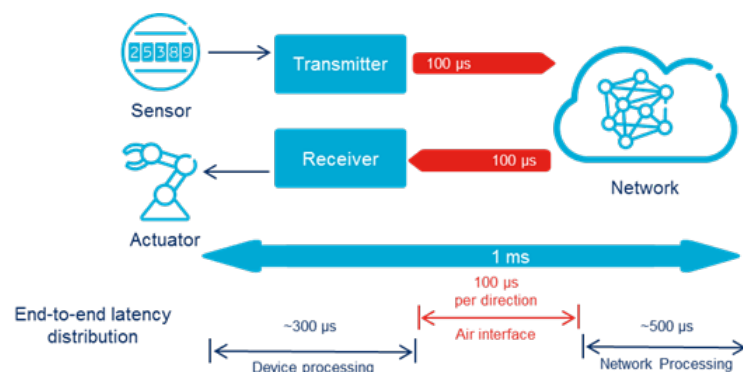 25389
Sensor
Transmitter
100 µs
Receiver
100 µs
Network
Actuator
1 ms
End-to-end latency
distribution
~300 µs
Device processing
100 µs
per direction
Air interface
~500 µs
Network Processing